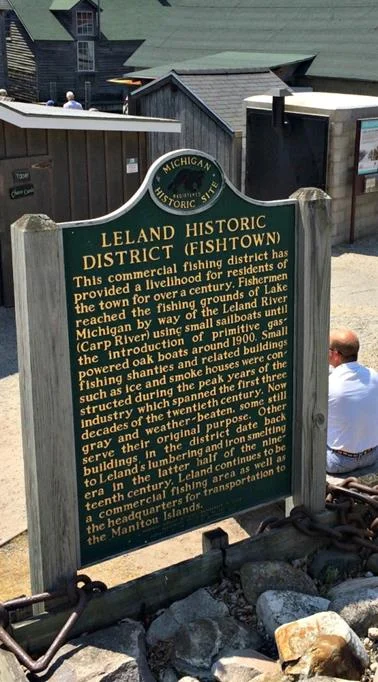 MICHIGAN
REGISTERED
HISTORIC SITE
LELAND HISTORIC
DISTRICT (FISHTOWN)
This commercial fishing district has
provided a livelihood for residents of
the town for over a century. Fishermen
reached the fishing grounds of Lake
Michigan by way of the Leland River
(Carp River) using small sailboats until
the introduction of primitive gas
powered oak boats around 1900. Small
fishing shanties and related buildings
such as ice and smoke houses were con-
structed during the peak years of the
industry which spanned the first three
decades of the twentieth century. Now
gray and weather-beaten, some still
serve their original purpose. Other
buildings in the district date back
to Leland's lumbering and iron smelting
era in the latter half of the nine-
teenth century. Leland continues to be
a commercial fishing area as well as
the headquarters for transportation to
the Manitou Islands.